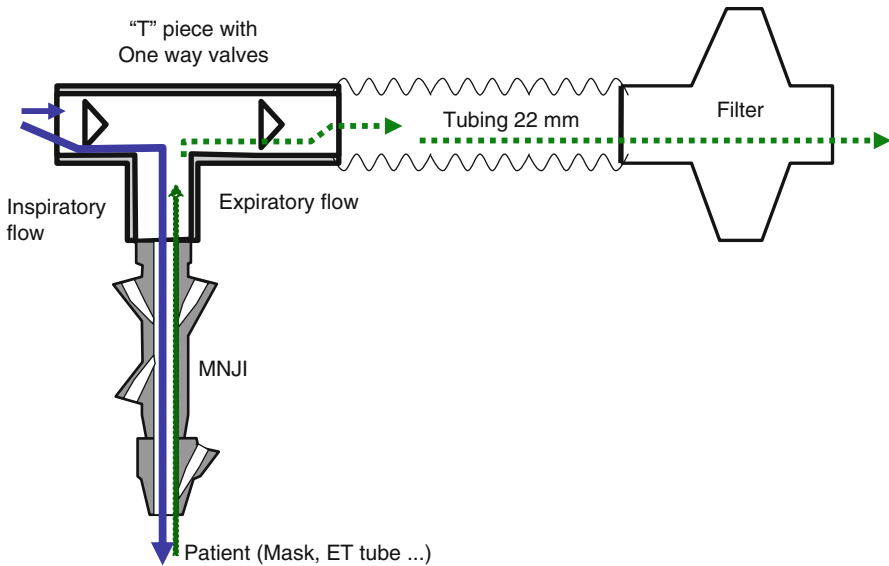 “T” piece with
One way valves
Tubing 22 mm
Filter
Inspiratory
flow
Expiratory flow
MNJI
Patient (Mask, ET tube ...)